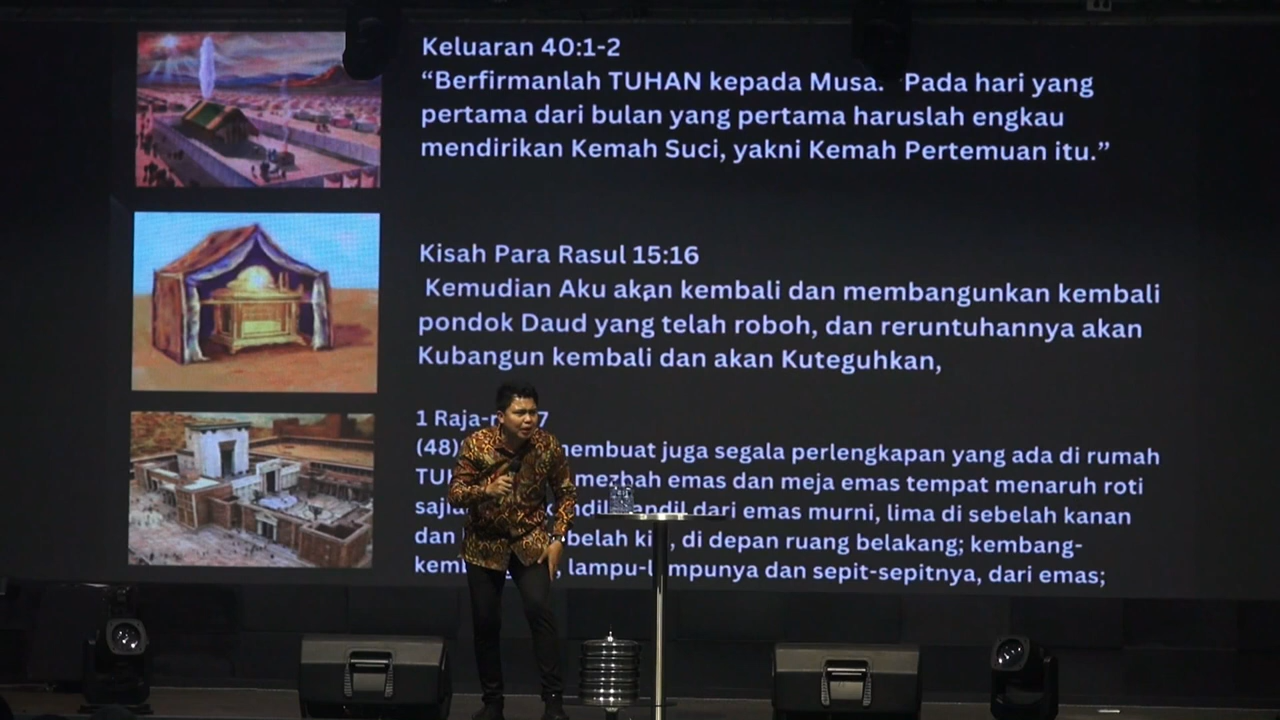 Keluaran 40:1-2
“Berfirmanlah TUHAN kepada Musa. Pada hari yang
pertama dari bulan yang pertama haruslah engkau
mendirikan Kemah Suci, yakni Kemah Pertemuan itu.”
Kisah Para Rasul 15:16
Kemudian Aku akan kembali dan membangunkan kembali
pondok Daud yang telah roboh, dan reruntuhannya akan
Kubangun kembali dan akan Kuteguhkan,
1 7
(48) membuat juga segala perlengkapan yang ada di rumah
mezbah emas dan meja emas tempat menaruh roti
dari emas murni, lima di sebelah kanan
dan di depan ruang belakang; kembang-
lampu-lampunya dan sepit-sepitnya, dari emas;